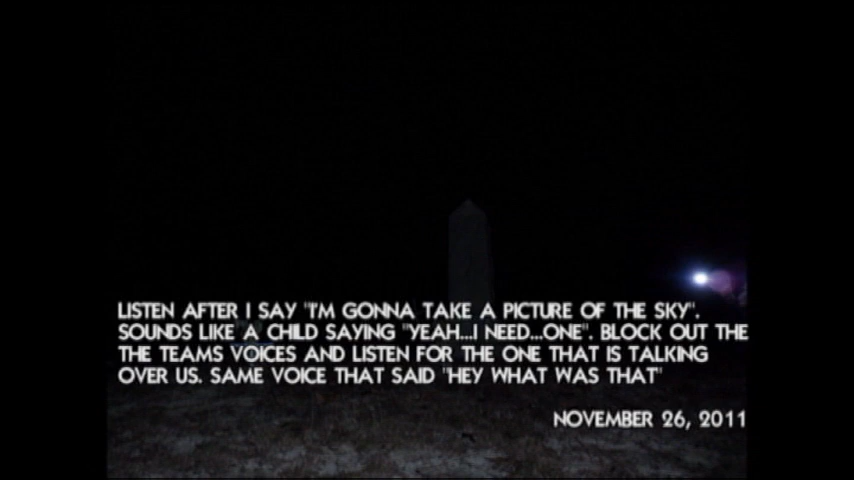 LISTEN AFTER I SAY "I'M GONNA TAKE A PICTURE OF THE SKY".
SOUNDS LIKE A CHILD SAYING "YEAH...I NEED...ONE". BLOCK OUT THE
THE TEAMS VOICES AND LISTEN FOR THE ONE THAT IS TALKING
OVER US. SAME VOICE THAT SAID "HEY WHAT WAS THAT"
NOVEMBER 26, 2011